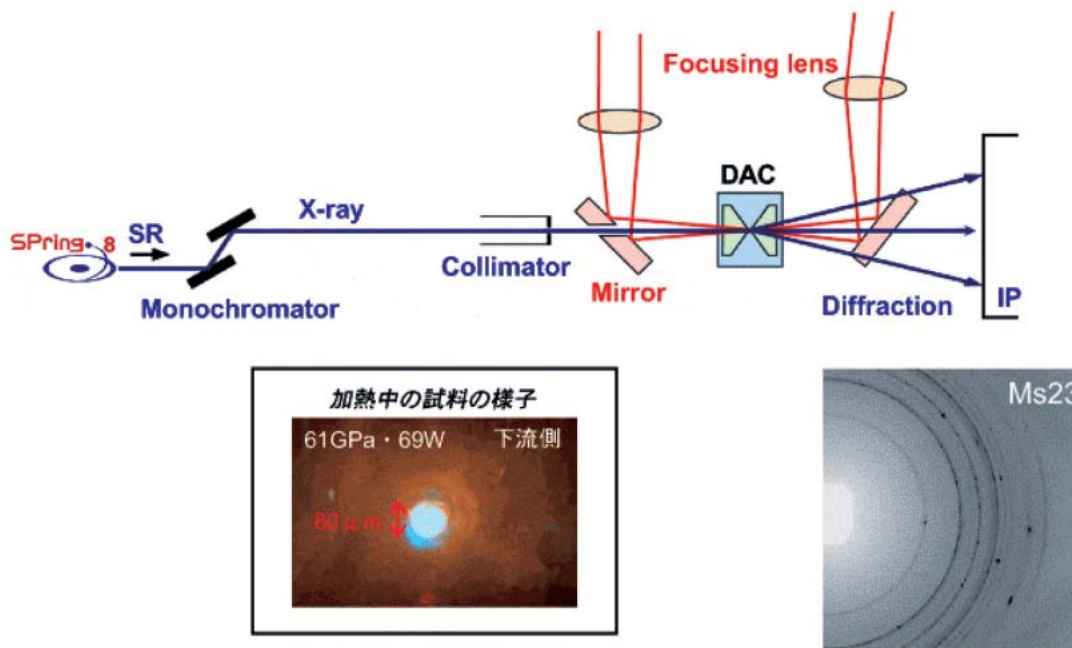 Focusing lens
DAC
X-ray
SPring-8
SR
Collimator
Mirror
Monochromator
Diffraction
IP
加熱中の試料の様子
61GPa・69W 下流側
80μm
Ms23